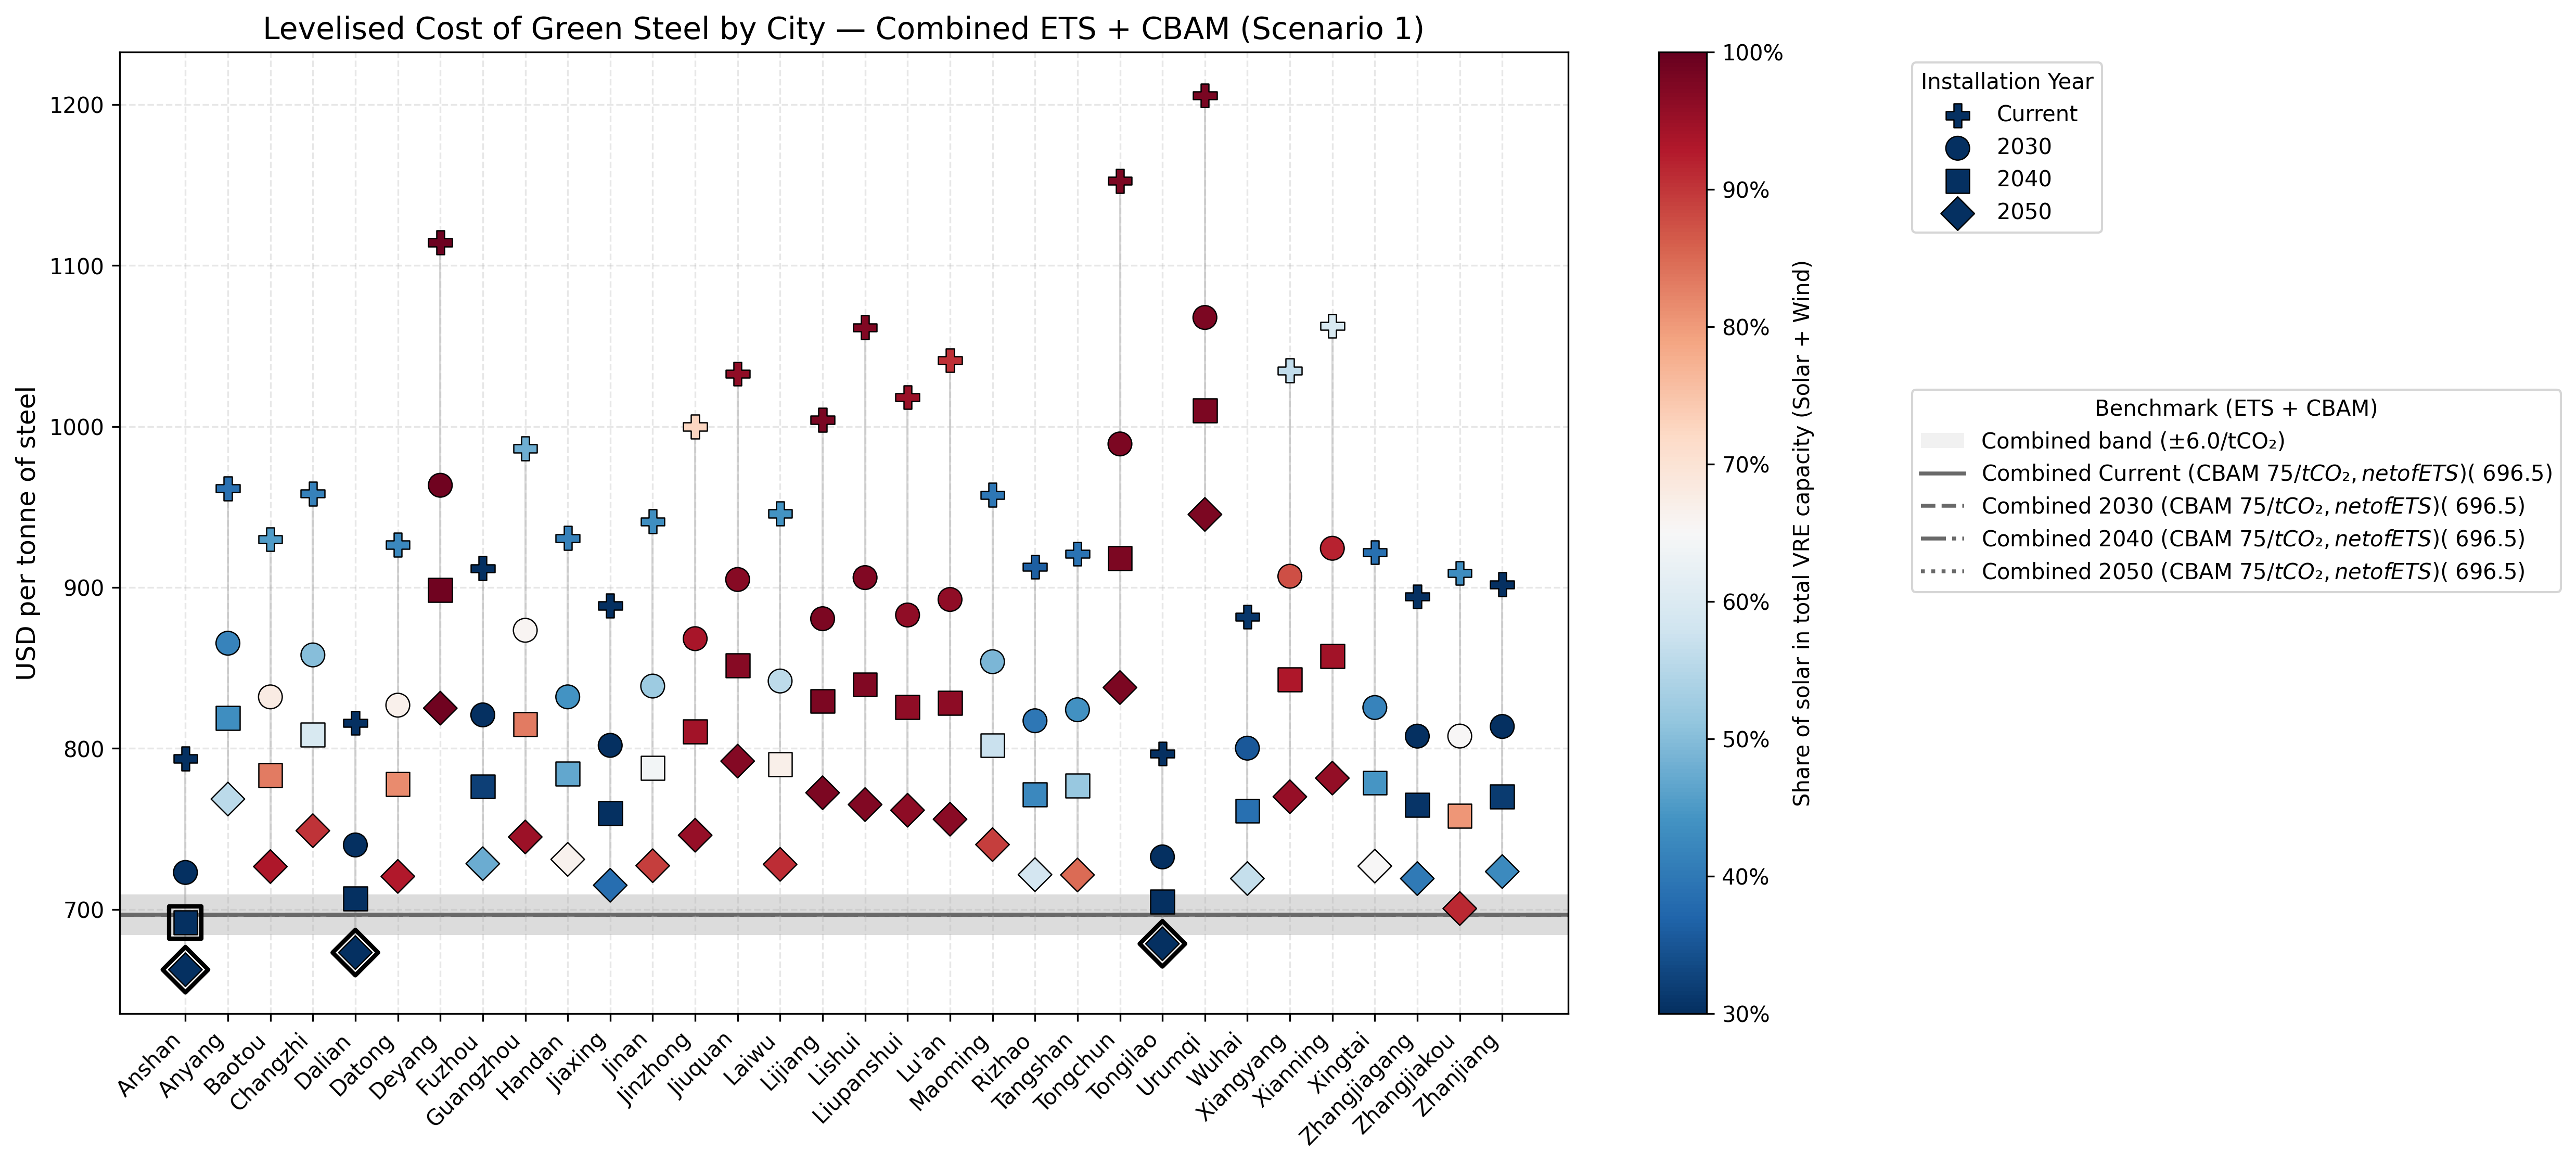 Levelised Cost of Green Steel by City — Combined ETS + CBAM (Scenario 1)
USD per tonne of steel
1200
1100
1000
900
800
700
Anshan
Anyang
Baotou
Changzhi
Dalian
Datong
Deyang
Fuzhou
Guangzhou
Handan
Jiaxing
Jinan
Jinzhong
Jiuquan
Laiwu
Lijiang
Lishui
Liupanshui
Lu'an
Maoming
Rizhao
Tangshan
Tongchun
Tongilao
Urumqi
Wuhai
Xiangyang
Xianning
Xingtai
Zhangjiagang
Zhangjiakou
Zhanjiang
100%
90%
80%
70%
60%
50%
40%
30%
Share of solar in total VRE capacity (Solar + Wind)
Installation Year
Current
2030
2040
2050
Benchmark (ETS + CBAM)
Combined band (±6.0/tCO₂)
Combined Current (CBAM 75/tCO₂, netofETS)( 696.5)
Combined 2030 (CBAM 75/tCO₂, netofETS)( 696.5)
Combined 2040 (CBAM 75/tCO₂, netofETS)( 696.5)
Combined 2050 (CBAM 75/tCO₂, netofETS)( 696.5)